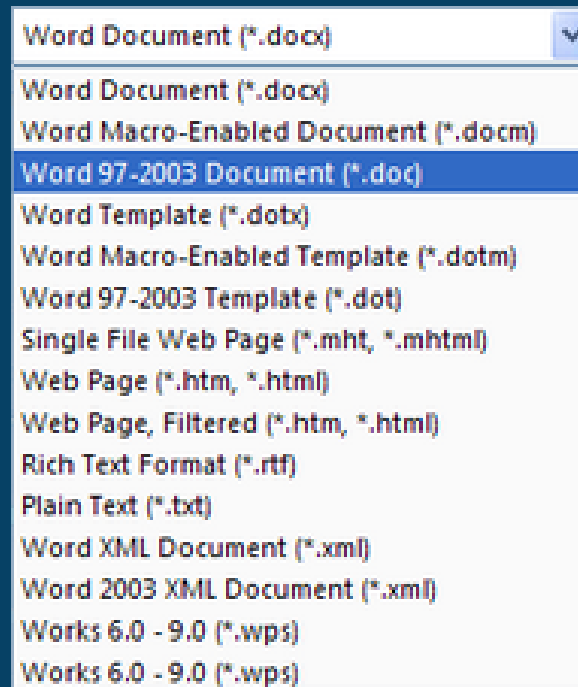 Word Document (*.docx)
Word Document (*.docx)
Word Macro-Enabled Document (*.docm)
Word 97-2003 Document (*.doc)
Word Template (*.dotx)
Word Macro-Enabled Template (*.dotm)
Word 97-2003 Template (*.dot)
Single File Web Page (*.mht, *.mhtml)
Web Page (*.htm, *.html)
Web Page, Filtered (*.htm, *.html)
Rich Text Format (*.rtf)
Plain Text (*.txt)
Word XML Document (*.xml)
Word 2003 XML Document (*.xml)
Works 6.0 - 9.0 (*.wps)
Works 6.0 - 9.0 (*.wps)